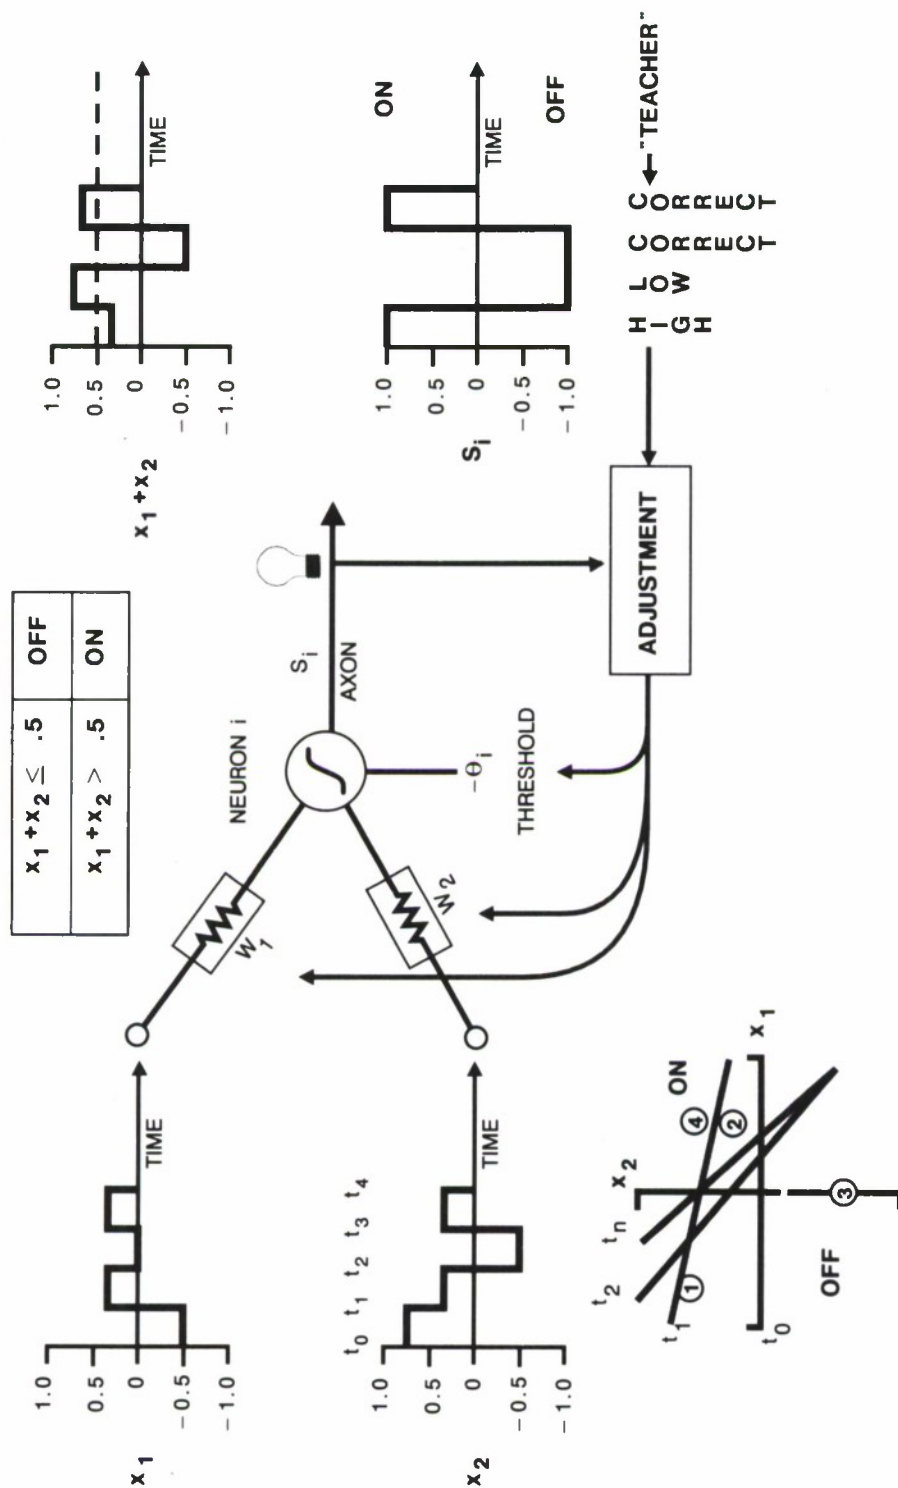 x1+x2 ≤ .5 OFF
x1+x2 > .5 ON
x1
1.0
0.5
0
-0.5
-1.0
TIME
x2
1.0
0.5
0
-0.5
-1.0
t0 t1 t2 t3 t4
TIME
W1
W2
NEURON i
Si
AXON
-θi
THRESHOLD
ADJUSTMENT
x1+x2
1.0
0.5
0
-0.5
-1.0
TIME
Si
1.0
0.5
0
-0.5
-1.0
ON
TIME
OFF
HIGH
LOW
CORRECT
CORRECT
"TEACHER"
x2
tn
t2
t1
t0
ON
x1
OFF
1
2
3
4